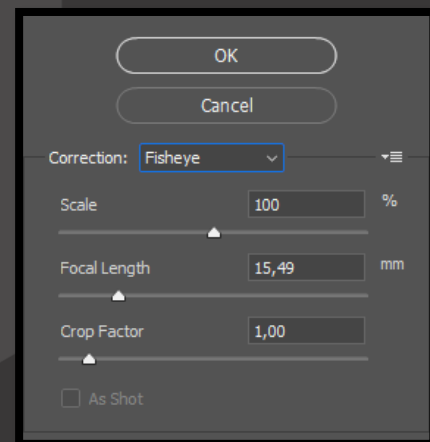 OK
Cancel
Correction: Fisheye
Scale 100 %
Focal Length 15,49 mm
Crop Factor 1,00
As Shot